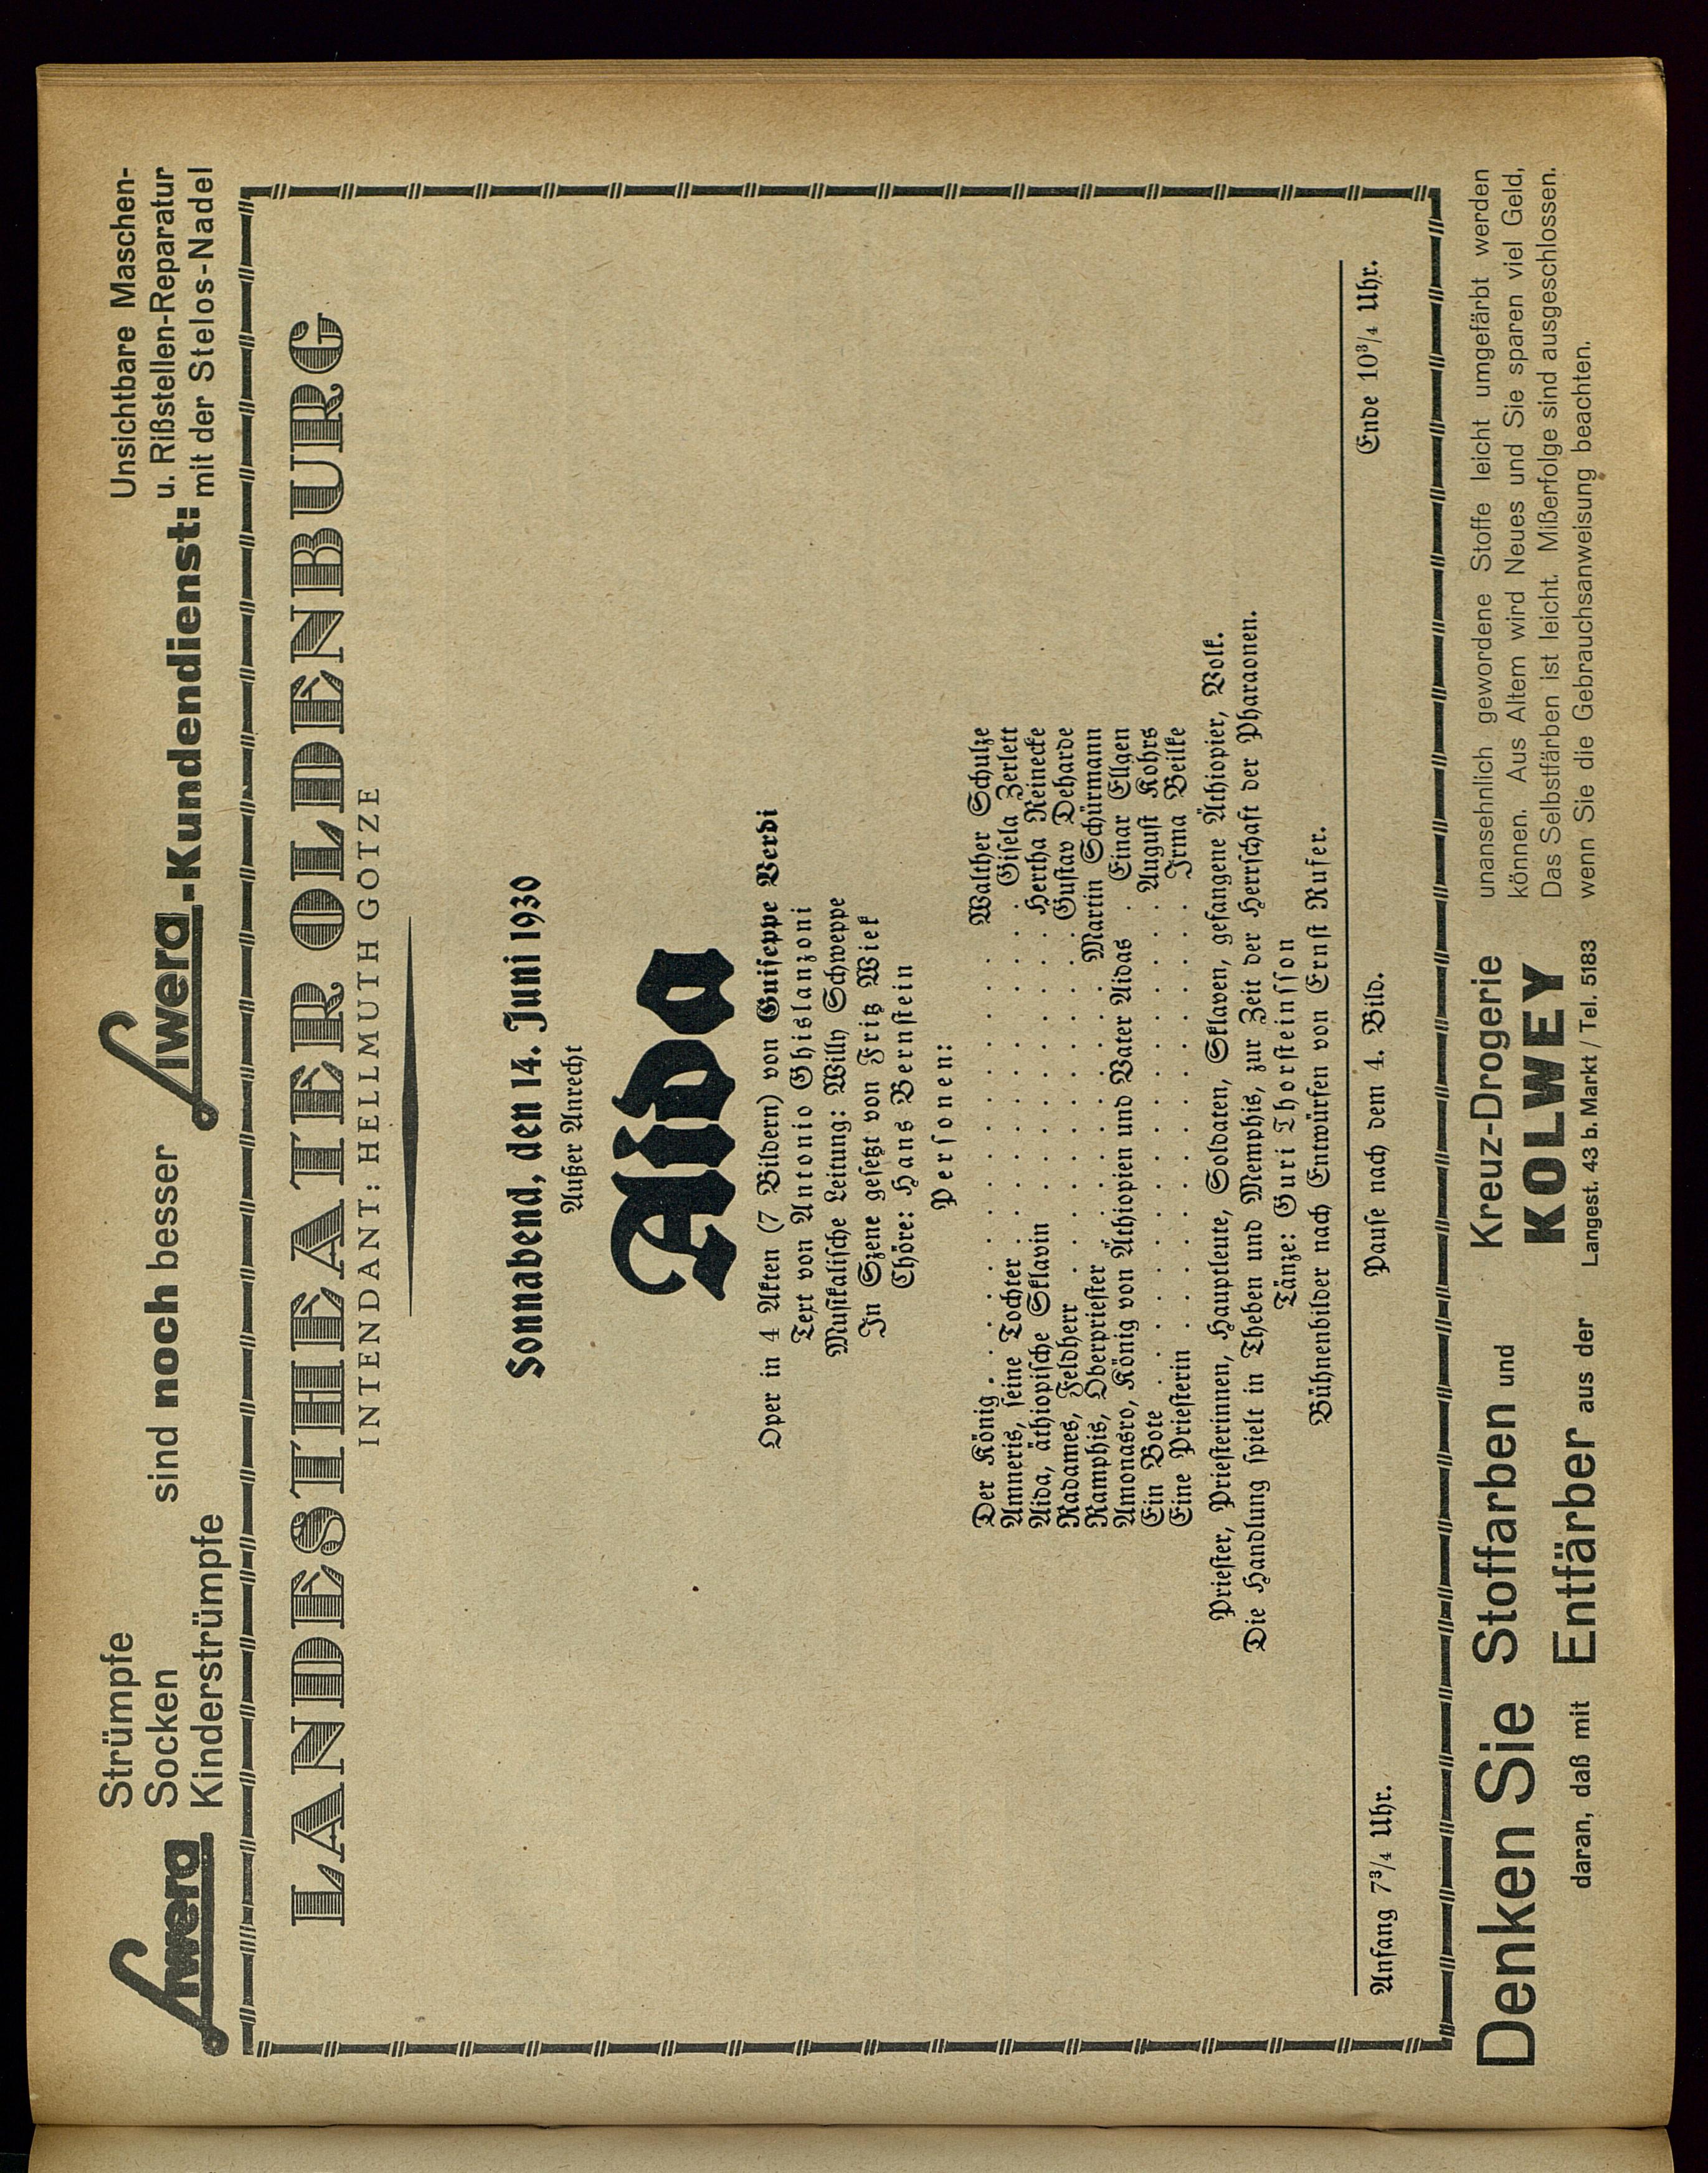 Siwera
Strümpfe
Socken
Kinderstrümpfe
sind noch besser
Siwera-Kundendienst:
Unsichtbare Maschen-
u. Rißstellen-Reparatur
mit der Stelos-Nadel
LANDESTHEATER OLDENBURG
INTENDANT: HELLMUTH GÖTZE
Sonnabend, den 14. Juni 1930
Außer Anrecht
Aida
Oper in 4 Akten (7 Bildern) von Guiseppe Verdi
Text von Antonio Ghislanzoni
Musikalische Leitung: Willy Schweppe
In Szene gesetzt von Fritz Wiek
Chöre: Hans Bernstein
Personen:
Der König . . . . . . . . . . Walther Schulze
Amneris, seine Tochter . . . . . . . . . Gisela Zerlett
Aida, äthiopische Sklavin . . . . . . . . Hertha Reinecke
Radames, Feldherr . . . . . . . . . Gustav Deharde
Ramphis, Oberpriester . . . . . . . . Martin Schürmann
Amonasro, König von Äthiopien und Vater Aidas . Einar Ellgen
Ein Bote . . . . . . . . . . . August Kohrs
Eine Priesterin . . . . . . . . . . Irma Beilke
Priester, Priesterinnen, Hauptleute, Soldaten, Sklaven, gefangene Äthiopier, Volk.
Die Handlung spielt in Theben und Memphis, zur Zeit der Herrschaft der Pharaonen.
Tänze: Guri Thorsteinsson
Bühnenbilder nach Entwürfen von Ernst Rufer.
Anfang 7¾ Uhr. Pause nach dem 4. Bild. Ende 10¾ Uhr.
Denken Sie
daran, daß mit
Stoffarben und
Entfärber aus der
Kreuz-Drogerie
KOLWEY
Langest. 43 b. Markt / Tel. 5183
unansehnlich gewordene Stoffe leicht umgefärbt werden
können. Aus Altem wird Neues und Sie sparen viel Geld,
Das Selbstfärben ist leicht. Mißerfolge sind ausgeschlossen.
wenn Sie die Gebrauchsanweisung beachten.